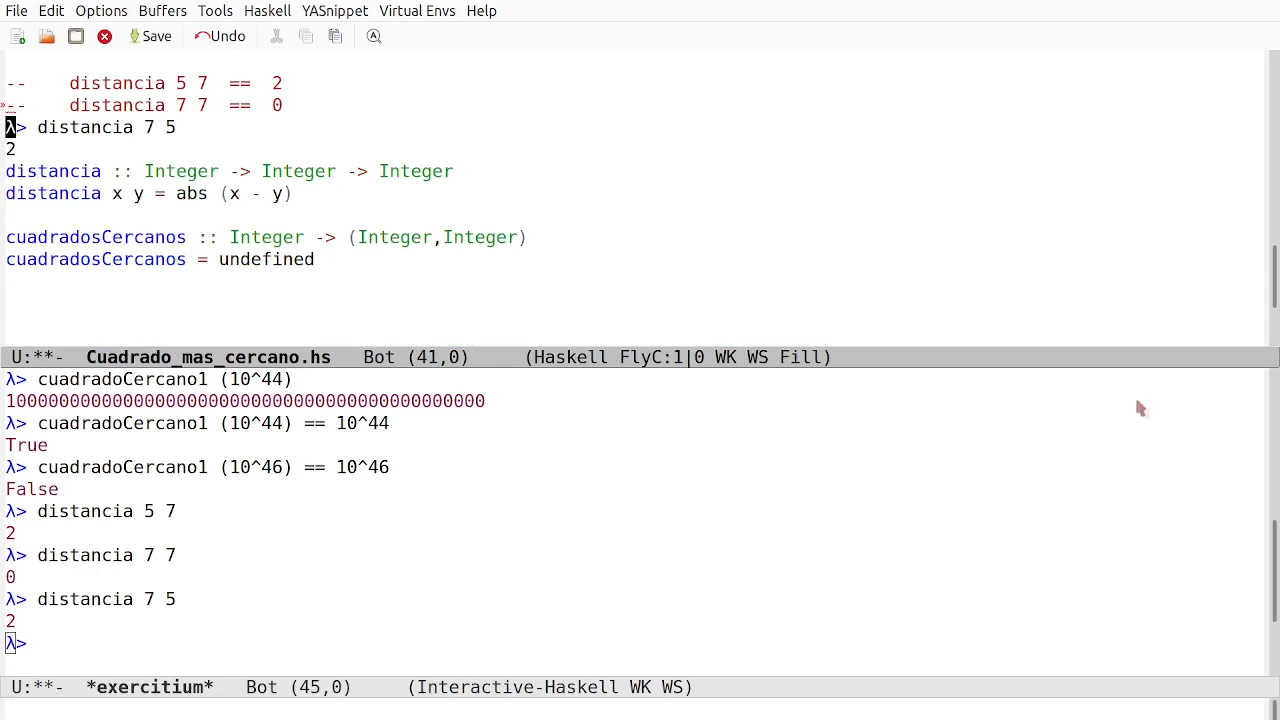 File Edit Options Buffers Tools Haskell YASnippet Virtual Envs Help
Save Undo
--    distancia 5 7  ==  2
»--    distancia 7 7  ==  0
λ> distancia 7 5
2
distancia :: Integer -> Integer -> Integer
distancia x y = abs (x - y)
cuadradosCercanos :: Integer -> (Integer,Integer)
cuadradosCercanos = undefined
U:**-  Cuadrado_mas_cercano.hs   Bot (41,0)     (Haskell FlyC:1|0 WK WS Fill)
λ> cuadradoCercano1 (10^44)
100000000000000000000000000000000000000000000
λ> cuadradoCercano1 (10^44) == 10^44
True
λ> cuadradoCercano1 (10^46) == 10^46
False
λ> distancia 5 7
2
λ> distancia 7 7
0
λ> distancia 7 5
2
λ>
U:**-  *exercitium*   Bot (45,0)     (Interactive-Haskell WK WS)